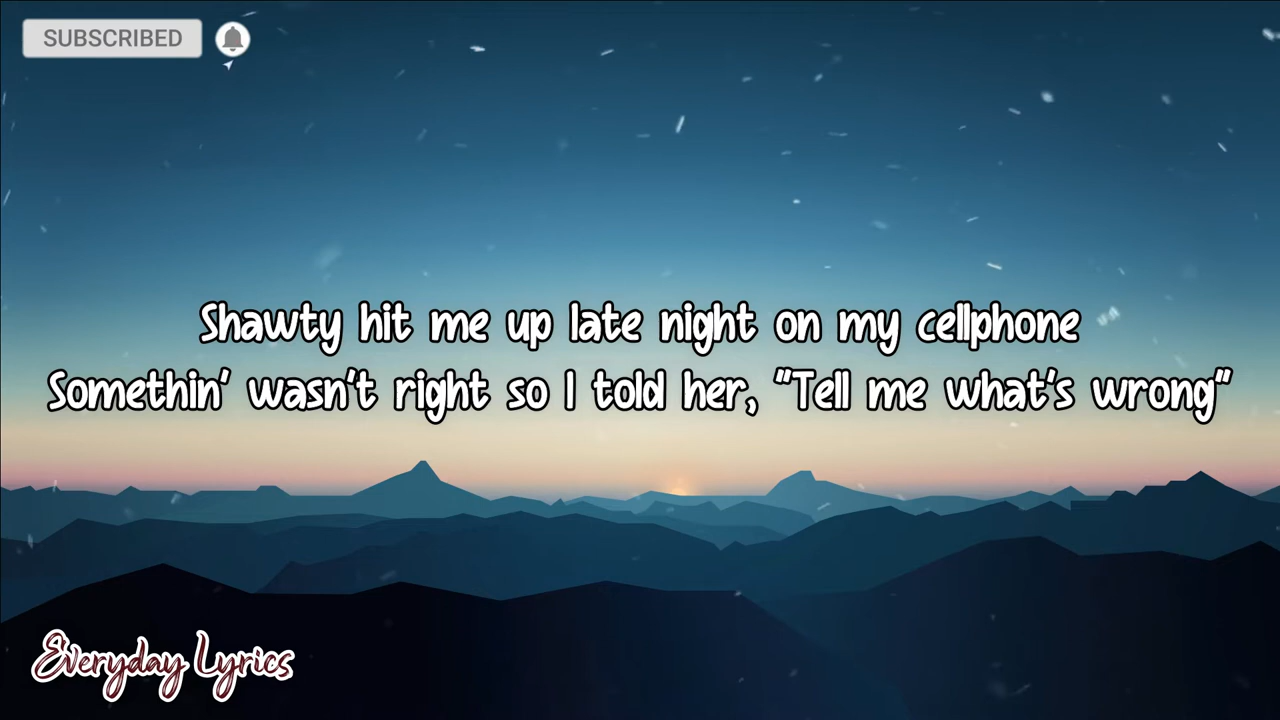 SUBSCRIBED
Shawty hit me up late night on my cellphone
Somethin' wasn't right so I told her, "Tell me what's wrong"
Everyday Lyrics